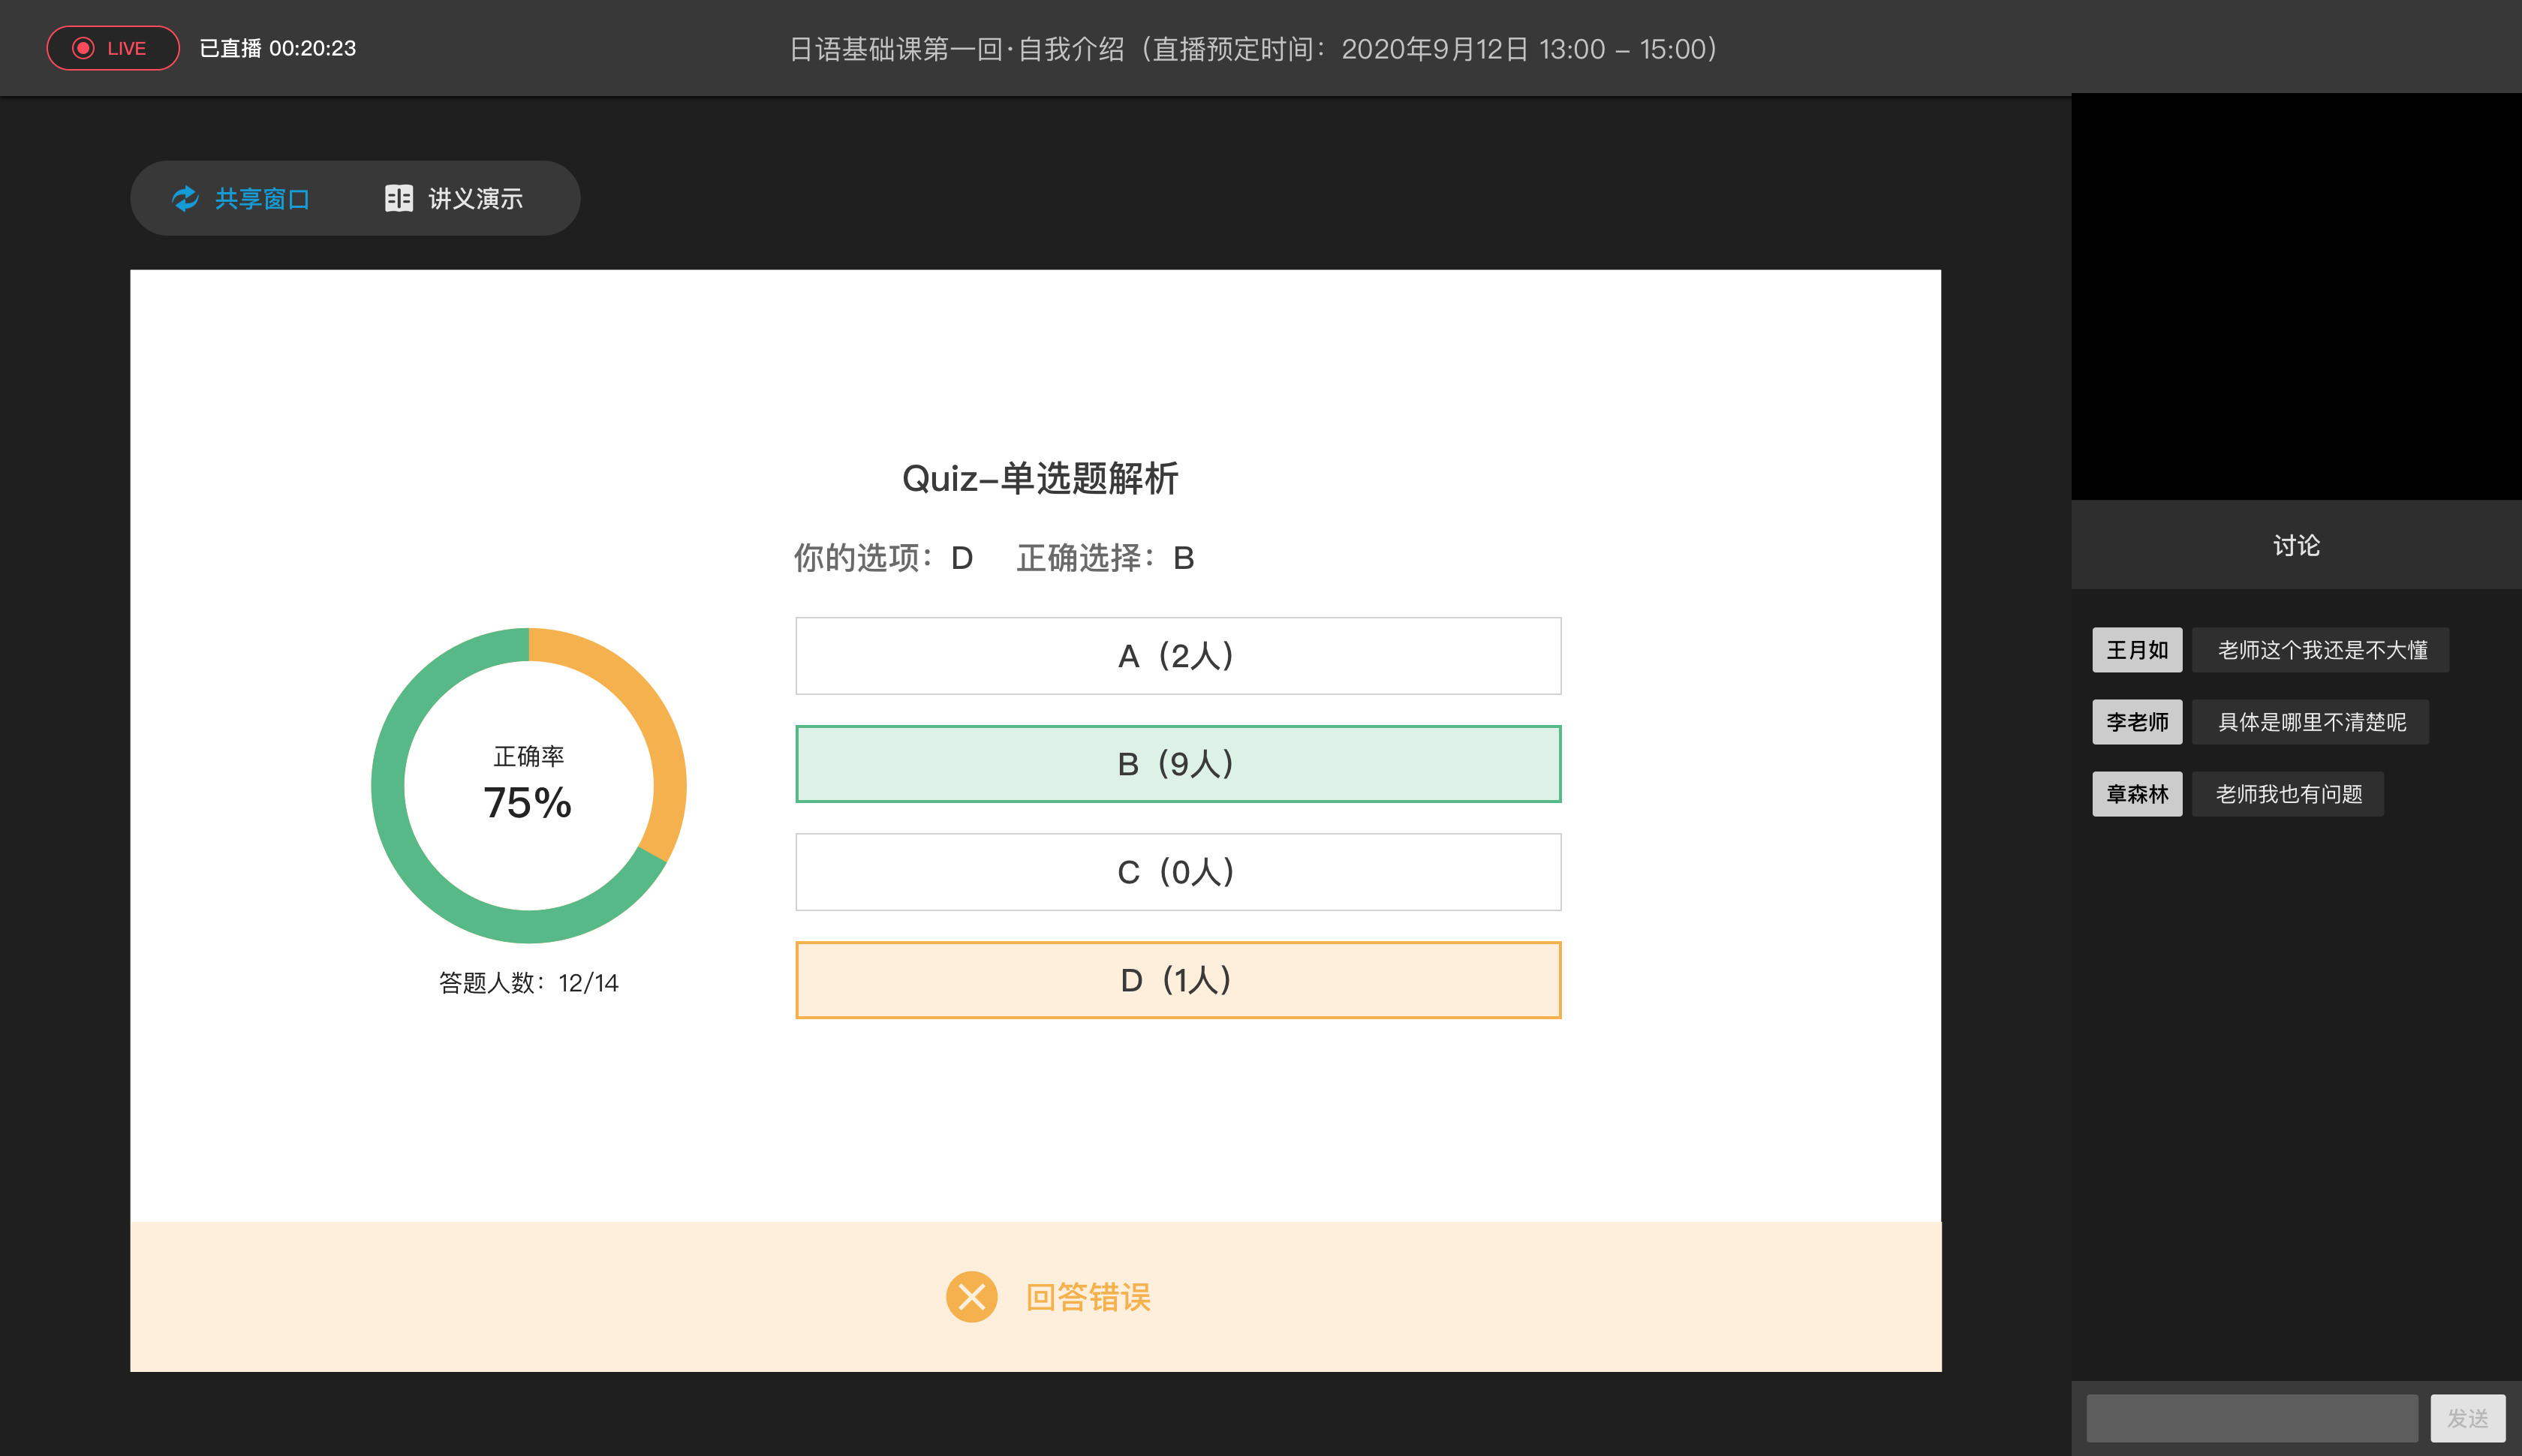 LIVE 已直播 00:20:23
日语基础课第一回·自我介绍（直播预定时间：2020年9月12日 13:00 – 15:00）
共享窗口 讲义演示
Quiz–单选题解析
你的选项：D 正确选择：B
正确率
75%
答题人数：12/14
A（2人）
B（9人）
C（0人）
D（1人）
回答错误
讨论
王月如 老师这个我还是不大懂
李老师 具体是哪里不清楚呢
章森林 老师我也有问题
发送